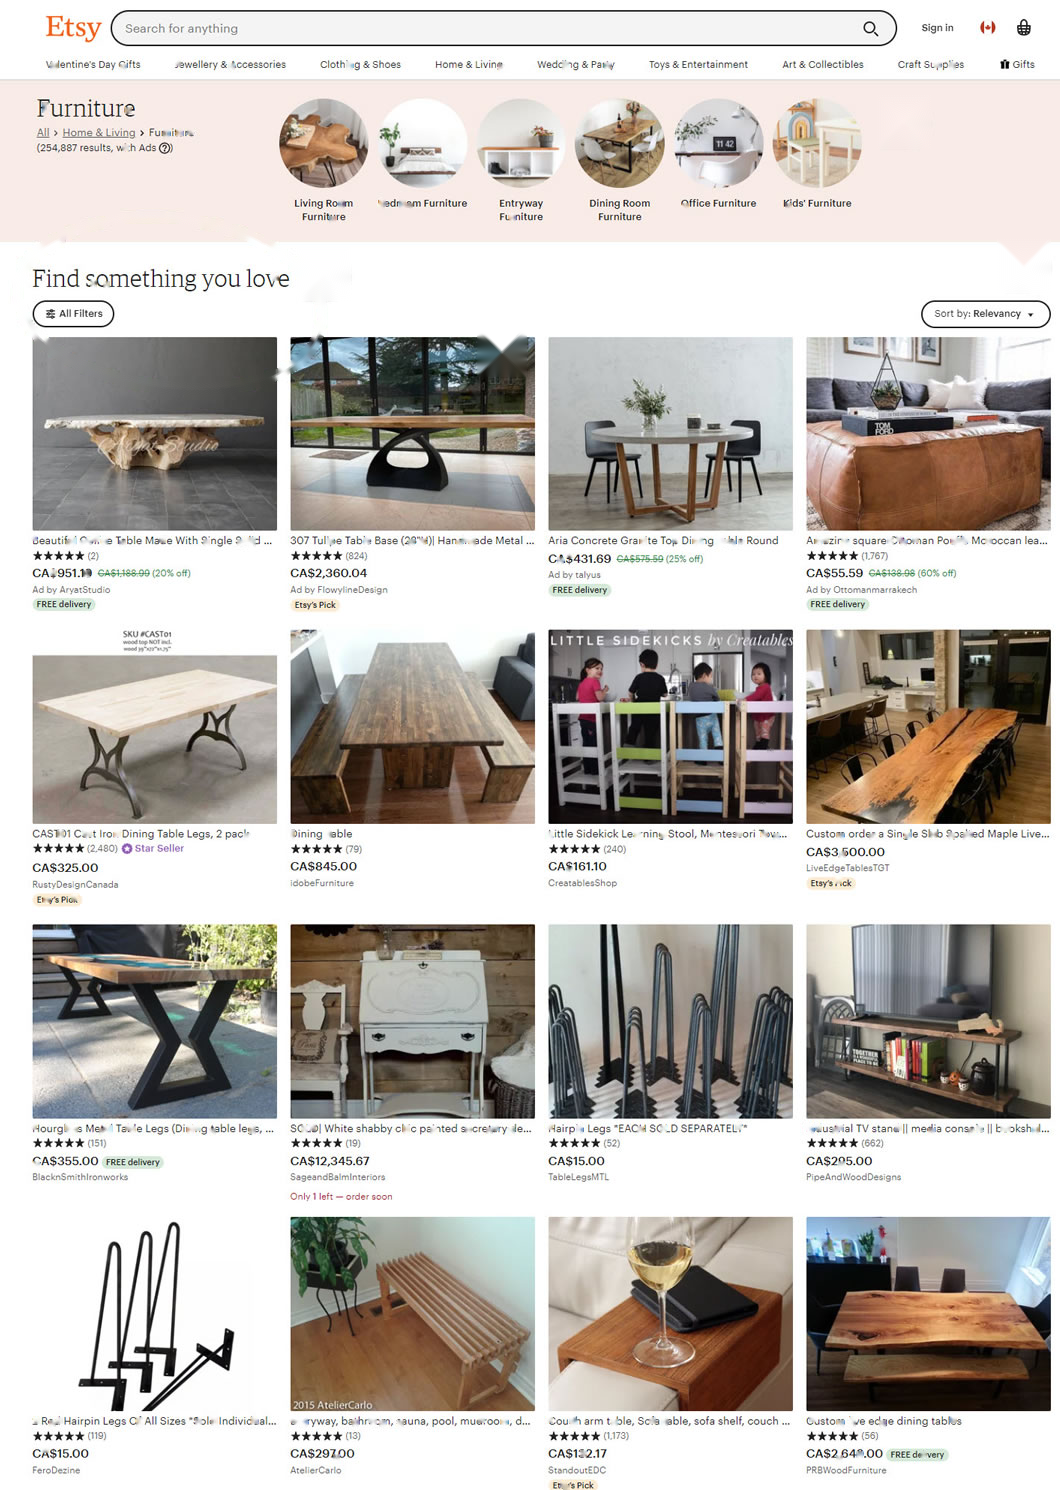 Etsy
Search for anything
Sign in
Valentine's Day Gifts
Jewellery & Accessories
Clothing & Shoes
Home & Living
Wedding & Party
Toys & Entertainment
Art & Collectibles
Craft Supplies
Gifts
Furniture
All > Home & Living > Furniture
(254,887 results, with Ads ?)
Living Room Furniture
Bedroom Furniture
Entryway Furniture
Dining Room Furniture
Office Furniture
Kids' Furniture
11 42
Find something you love
All Filters
Sort by: Relevancy
Aryat Studio
TOM FORD
Beautiful Table Made With Single Solid ...
(2)
CA$951.19 CA$1,188.99 (20% off)
Ad by AryatStudio
FREE delivery
307 Tulipe Table Base (28"H)| Handmade Metal ...
(824)
CA$2,360.04
Ad by FlowylineDesign
Etsy's Pick
Aria Concrete Granite Top Dining Table Round
CA$431.69 CA$575.59 (25% off)
Ad by talyus
FREE delivery
Amazing square Ottoman Pouffe, Moroccan lea...
(1,767)
CA$55.59 CA$138.98 (60% off)
Ad by Ottomanmarrakech
FREE delivery
SKU #CAST01
wood top NOT incl.
LITTLE SIDEKICKS by Creatables
CAST01 Cast Iron Dining Table Legs, 2 pack
(2,480) Star Seller
CA$325.00
RustyDesignCanada
Etsy's Pick
Dining table
(79)
CA$845.00
idobeFurniture
Little Sidekick Learning Stool, Montessori Tow...
(240)
CA$161.10
CreatablesShop
Custom order a Single Slab Spalted Maple Live...
CA$3,500.00
LiveEdgeTablesTGT
Etsy's Pick
TOGETHER
Hourglass Metal Table Legs (Dining table legs, ...
(151)
CA$355.00 FREE delivery
BlacknSmithIronworks
SOLD| White shabby chic painted secretary de...
(19)
CA$12,345.67
SageandBalmInteriors
Only 1 left — order soon
Hairpin Legs *EACH SOLD SEPARATELY*
(52)
CA$15.00
TableLegsMTL
Industrial TV stand || media console || bookshel...
(662)
CA$295.00
PipeAndWoodDesigns
2015 AtelierCarlo
Hairpin Legs Of All Sizes *Sold Individual...
(119)
CA$15.00
FeroDezine
Entryway, bathroom, sauna, pool, mudroom, d...
(13)
CA$297.00
AtelierCarlo
Couch arm table, Sofa table, sofa shelf, couch ...
(1,173)
CA$132.17
StandoutEDC
Etsy's Pick
Custom live edge dining tables
(56)
CA$2,649.00 FREE delivery
PRBWoodFurniture